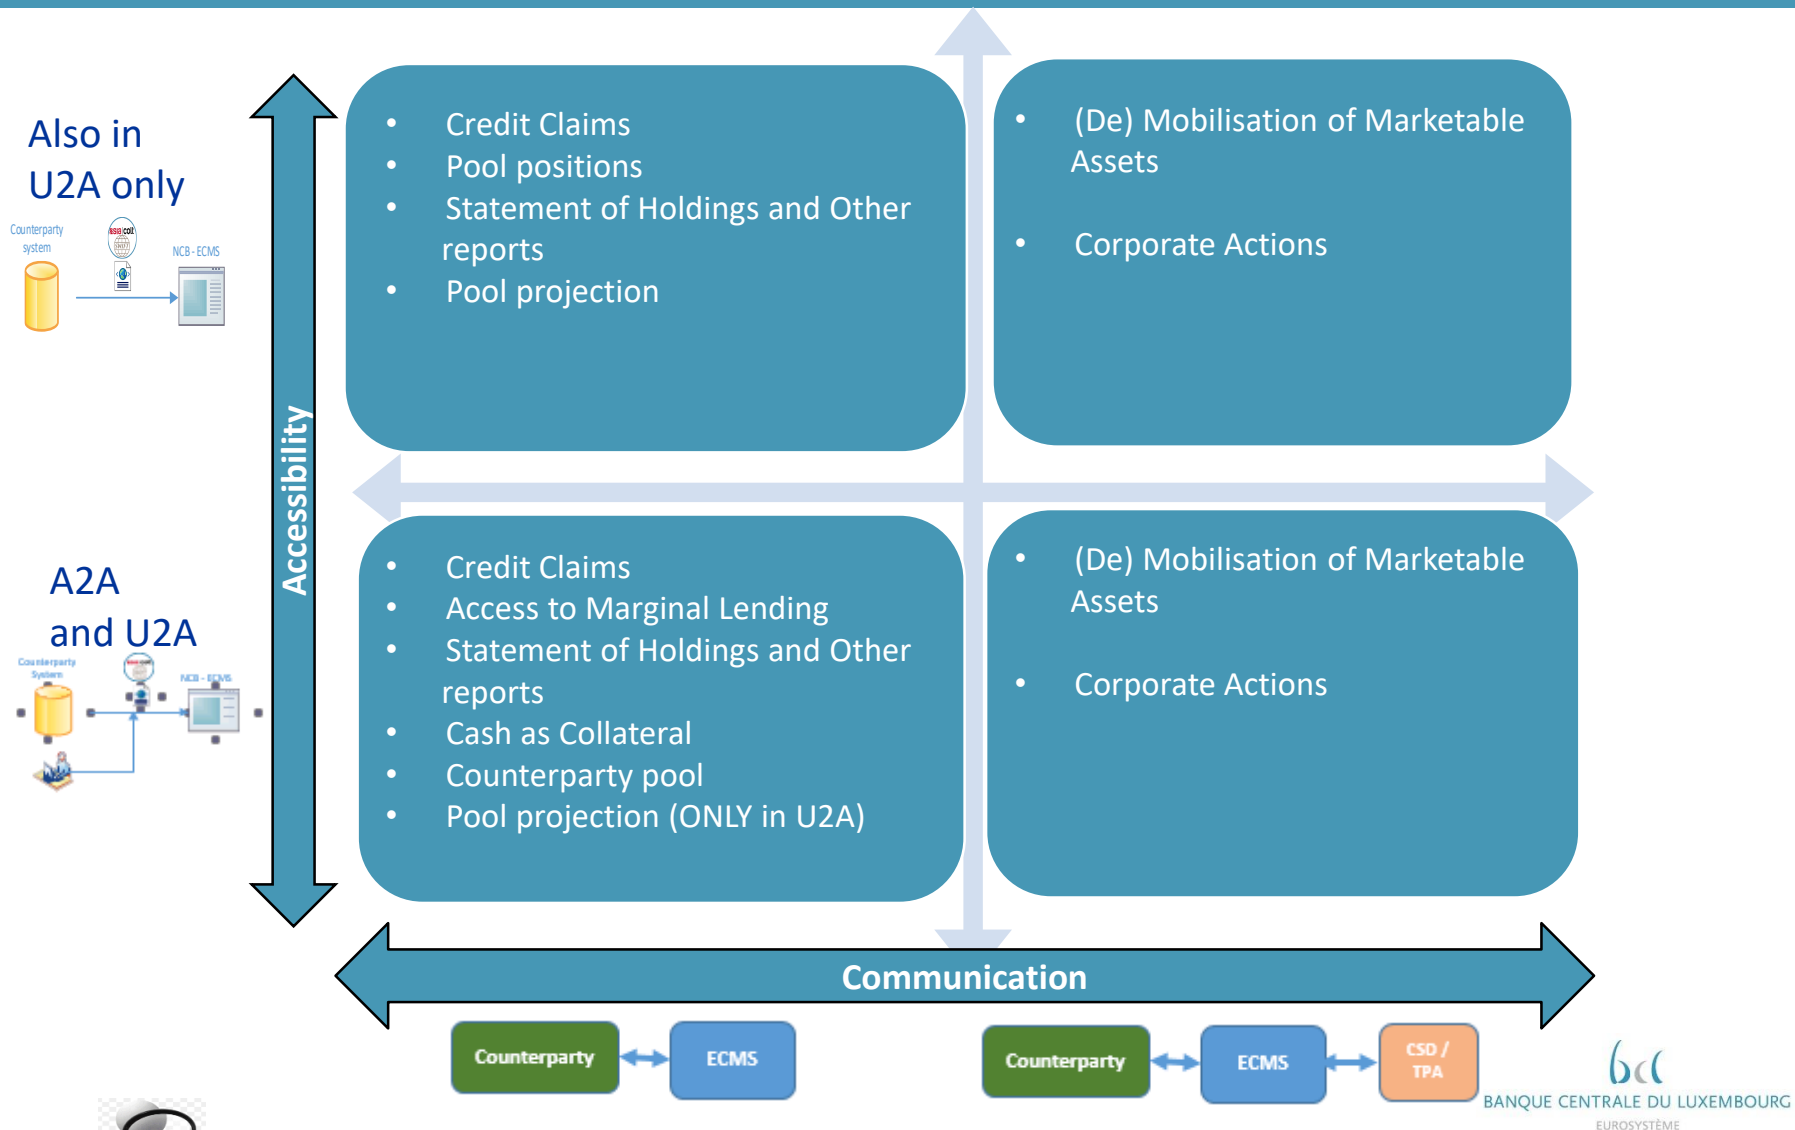 Also in
U2A only
Counterparty
system
NCB - ECMS
A2A
and U2A
Counterparty
System
NCB - ECMS
Accessibility
• Credit Claims
• Pool positions
• Statement of Holdings and Other
reports
• Pool projection
• (De) Mobilisation of Marketable
Assets
• Corporate Actions
• Credit Claims
• Access to Marginal Lending
• Statement of Holdings and Other
reports
• Cash as Collateral
• Counterparty pool
• Pool projection (ONLY in U2A)
• (De) Mobilisation of Marketable
Assets
• Corporate Actions
Communication
Counterparty
ECMS
Counterparty
ECMS
CSD /
TPA
bcl
BANQUE CENTRALE DU LUXEMBOURG
EUROSYSTÈME